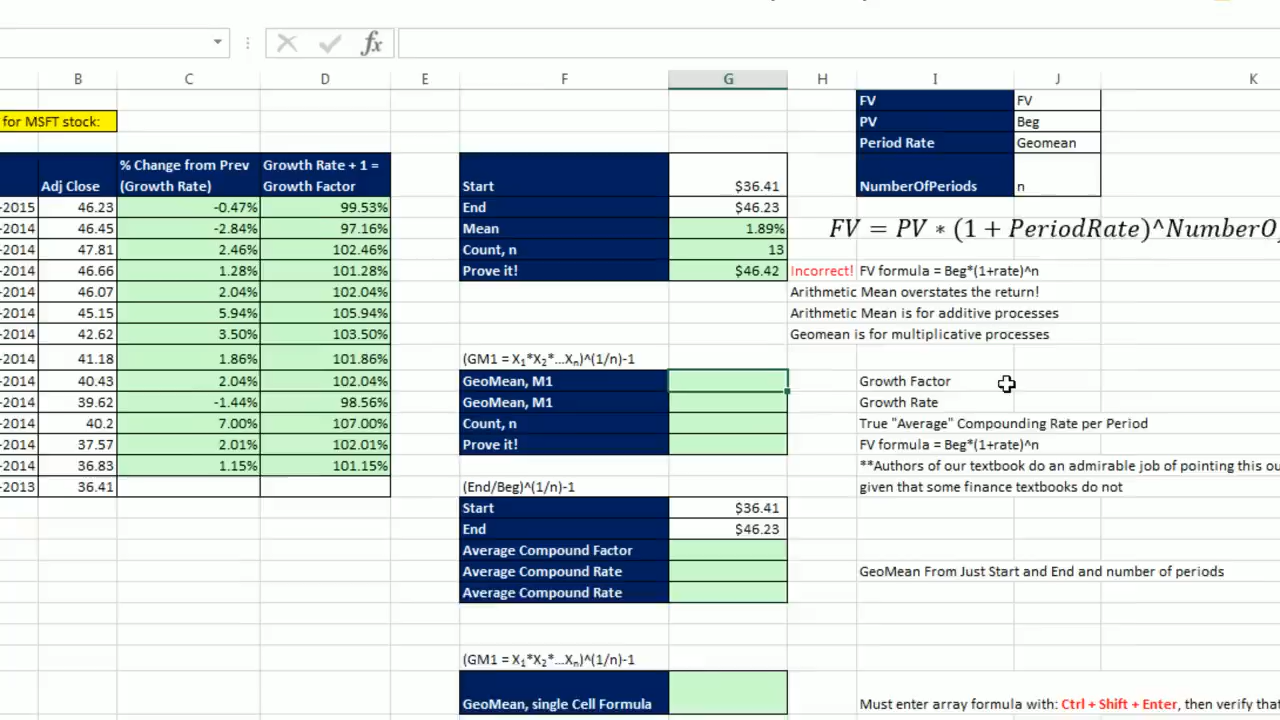 fx
B C D E F G H I J K
FV FV
for MSFT stock:
PV Beg
Period Rate Geomean
% Change from Prev Growth Rate + 1 =
Adj Close (Growth Rate) Growth Factor Start $36.41 NumberOfPeriods n
-2015 46.23 -0.47% 99.53% End $46.23
-2014 46.45 -2.84% 97.16% Mean 1.89% FV = PV ∗ (1 + PeriodRate)^NumberO
-2014 47.81 2.46% 102.46% Count, n 13
-2014 46.66 1.28% 101.28% Prove it! $46.42 Incorrect! FV formula = Beg*(1+rate)^n
-2014 46.07 2.04% 102.04% Arithmetic Mean overstates the return!
-2014 45.15 5.94% 105.94% Arithmetic Mean is for additive processes
-2014 42.62 3.50% 103.50% Geomean is for multiplicative processes
-2014 41.18 1.86% 101.86% (GM1 = X₁*X₂*...Xₙ)^(1/n)-1
-2014 40.43 2.04% 102.04% GeoMean, M1 Growth Factor
-2014 39.62 -1.44% 98.56% GeoMean, M1 Growth Rate
-2014 40.2 7.00% 107.00% Count, n True "Average" Compounding Rate per Period
-2014 37.57 2.01% 102.01% Prove it! FV formula = Beg*(1+rate)^n
-2014 36.83 1.15% 101.15% **Authors of our textbook do an admirable job of pointing this ou
-2013 36.41 (End/Beg)^(1/n)-1 given that some finance textbooks do not
Start $36.41
End $46.23
Average Compound Factor
Average Compound Rate GeoMean From Just Start and End and number of periods
Average Compound Rate
(GM1 = X₁*X₂*...Xₙ)^(1/n)-1
GeoMean, single Cell Formula Must enter array formula with: Ctrl + Shift + Enter, then verify tha